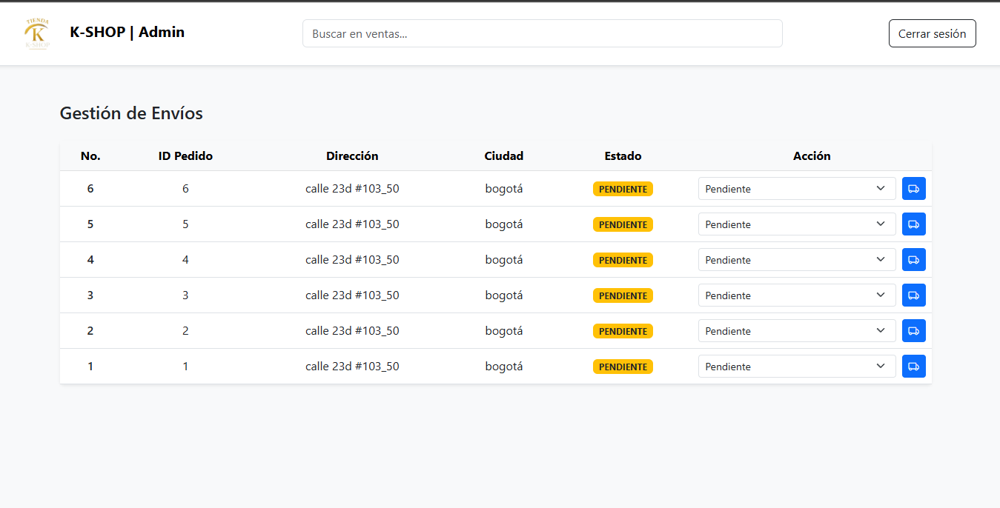 TIENDA
K
K-SHOP
K-SHOP | Admin
Buscar en ventas...
Cerrar sesión
Gestión de Envíos
No. ID Pedido Dirección Ciudad Estado Acción
6 6 calle 23d #103_50 bogotá PENDIENTE Pendiente
5 5 calle 23d #103_50 bogotá PENDIENTE Pendiente
4 4 calle 23d #103_50 bogotá PENDIENTE Pendiente
3 3 calle 23d #103_50 bogotá PENDIENTE Pendiente
2 2 calle 23d #103_50 bogotá PENDIENTE Pendiente
1 1 calle 23d #103_50 bogotá PENDIENTE Pendiente